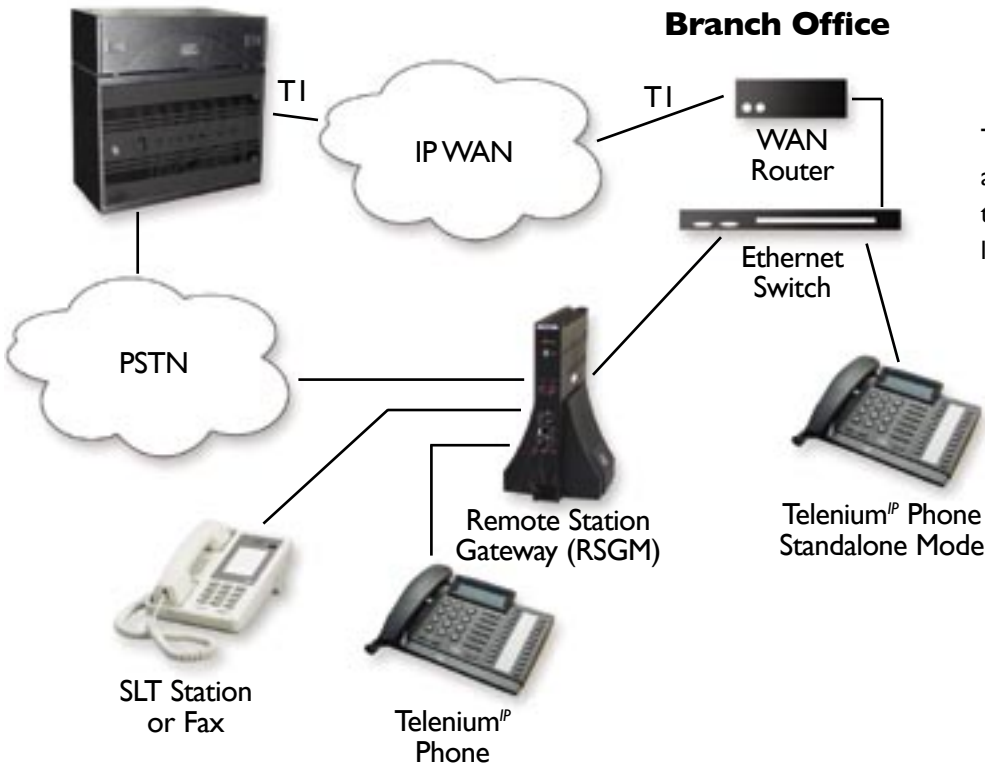 Branch Office
T1
T1
IP WAN
WAN
Router
Ethernet
Switch
PSTN
Remote Station
Gateway (RSGM)
Telenium^IP Phone
Standalone Mode
SLT Station
or Fax
Telenium^IP
Phone